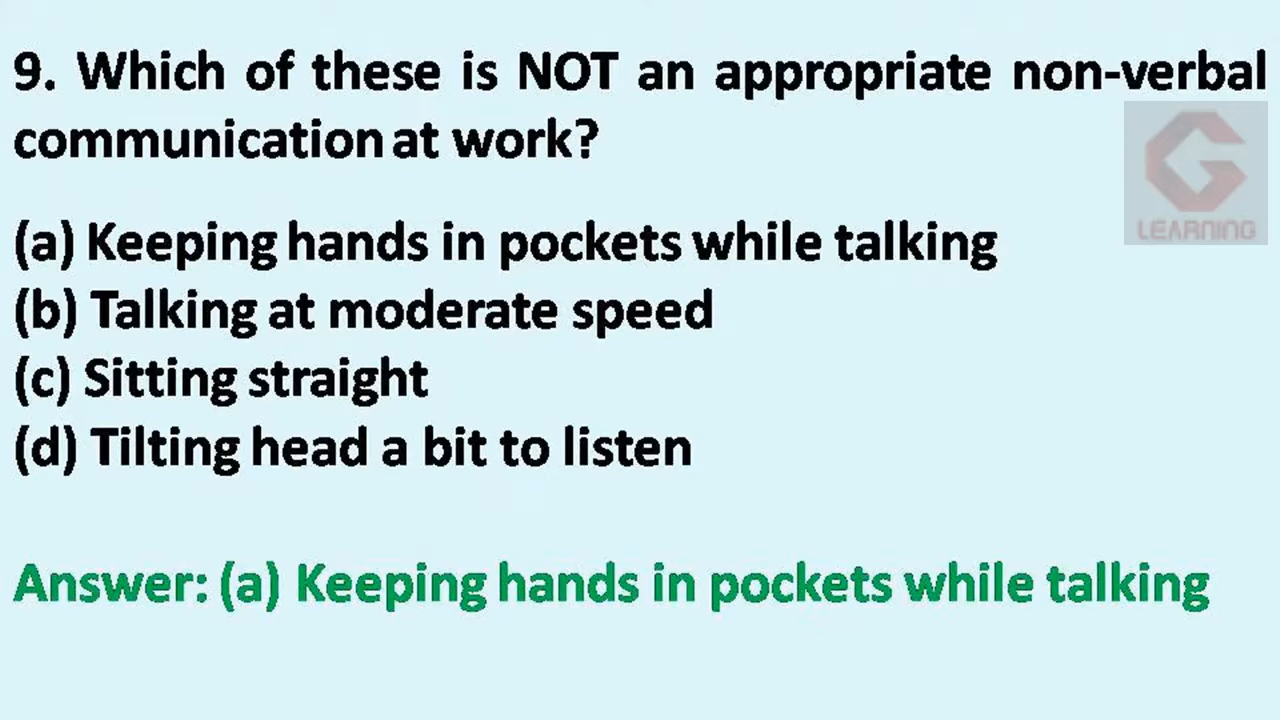 9. Which of these is NOT an appropriate non-verbal
communication at work?
LEARNING
(a) Keeping hands in pockets while talking
(b) Talking at moderate speed
(c) Sitting straight
(d) Tilting head a bit to listen
Answer: (a) Keeping hands in pockets while talking